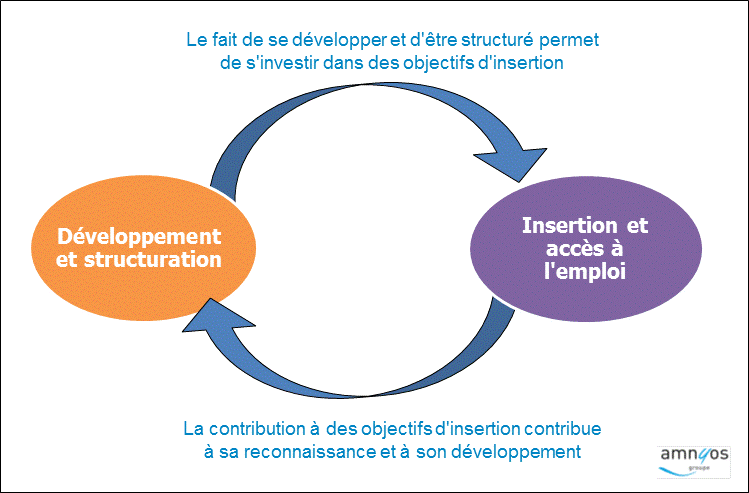 Le fait de se développer et d'être structuré permet
de s'investir dans des objectifs d'insertion
Développement
et structuration
Insertion et
accès à
l'emploi
La contribution à des objectifs d'insertion contribue
à sa reconnaissance et à son développement
amnyos
groupe